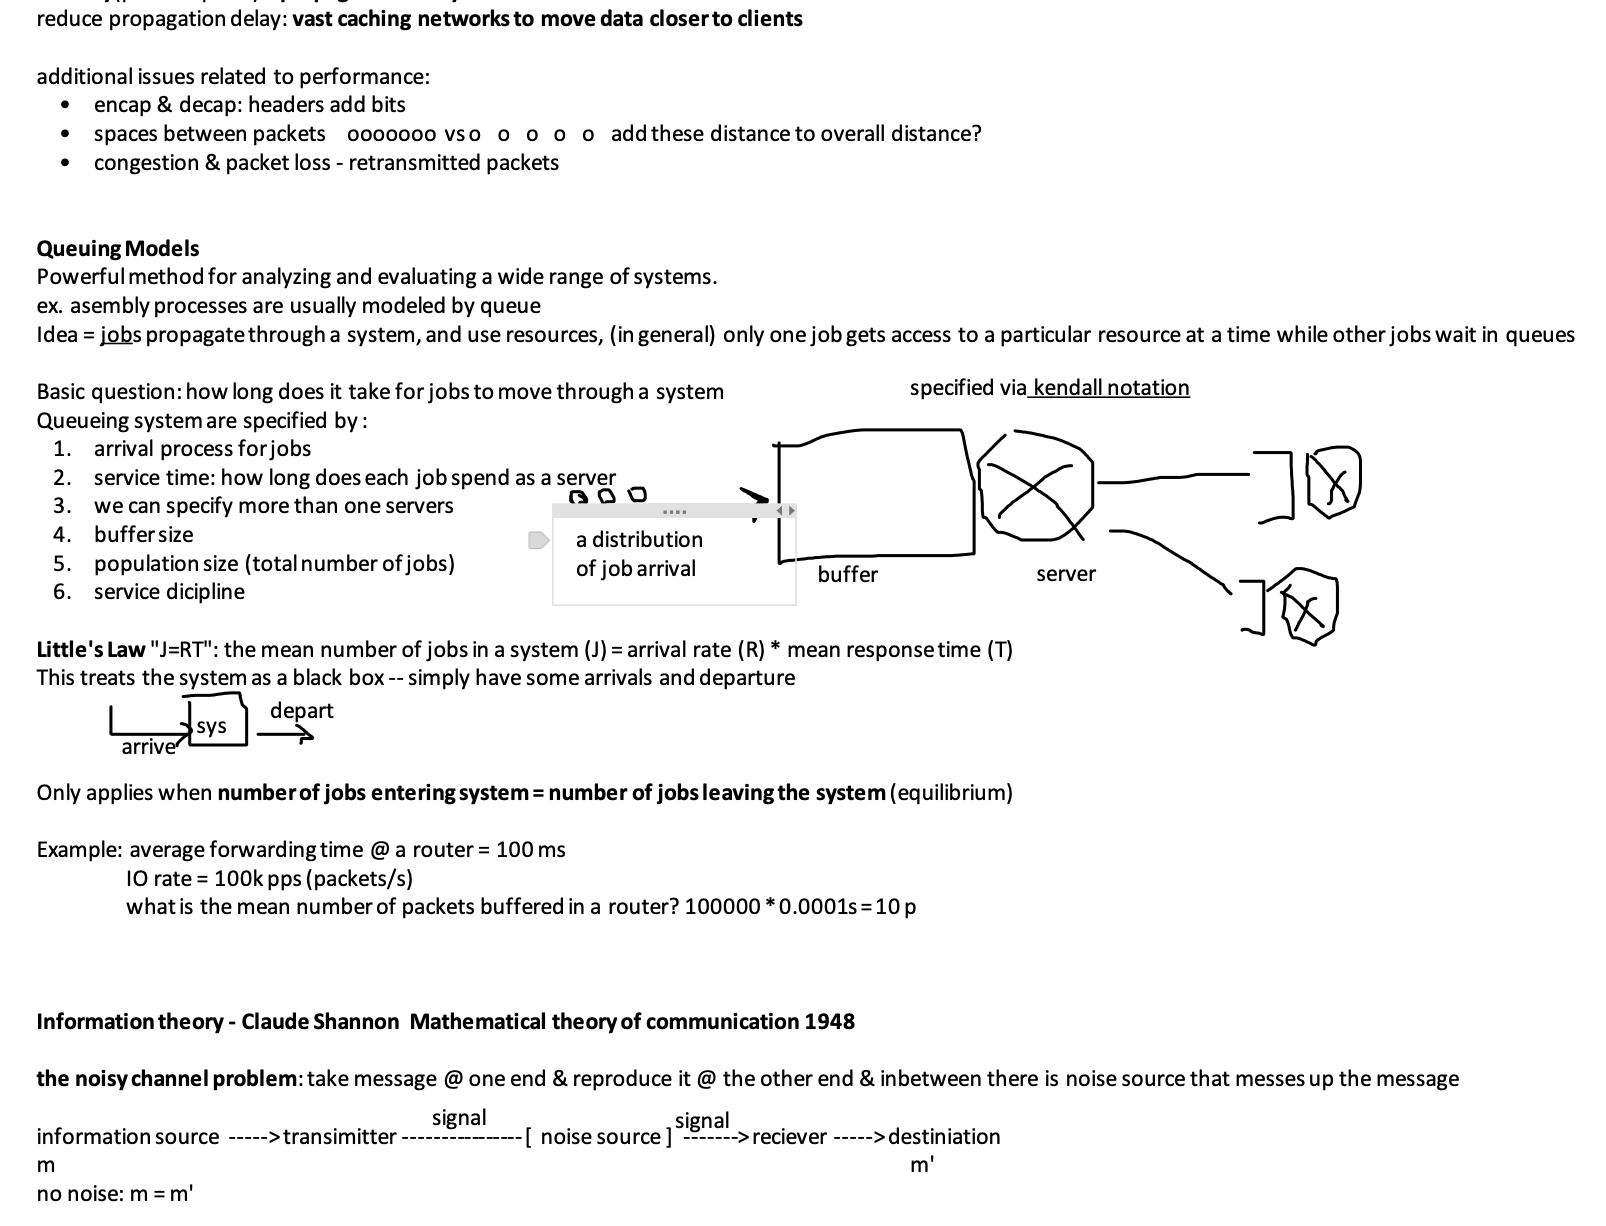 reduce propagation delay: vast caching networks to move data closer to clients
additional issues related to performance:
• encap & decap: headers add bits
• spaces between packets ooooooo vs o o o o o add these distance to overall distance?
• congestion & packet loss - retransmitted packets
Queuing Models
Powerful method for analyzing and evaluating a wide range of systems.
ex. asembly processes are usually modeled by queue
Idea = jobs propagate through a system, and use resources, (in general) only one job gets access to a particular resource at a time while other jobs wait in queues
Basic question: how long does it take for jobs to move through a system
specified via kendall notation
Queueing system are specified by :
1. arrival process for jobs
2. service time: how long does each job spend as a server
3. we can specify more than one servers
4. buffer size
5. population size (total number of jobs)
6. service dicipline
a distribution
of job arrival
buffer
server
Little's Law "J=RT": the mean number of jobs in a system (J) = arrival rate (R) * mean response time (T)
This treats the system as a black box -- simply have some arrivals and departure
depart
sys
arrive
Only applies when number of jobs entering system = number of jobs leaving the system (equilibrium)
Example: average forwarding time @ a router = 100 ms
IO rate = 100k pps (packets/s)
what is the mean number of packets buffered in a router? 100000 * 0.0001s = 10 p
Information theory - Claude Shannon Mathematical theory of communication 1948
the noisy channel problem: take message @ one end & reproduce it @ the other end & inbetween there is noise source that messes up the message
signal signal
information source ----->transimitter ----------------[ noise source ] ------->reciever ----->destiniation
m m'
no noise: m = m'